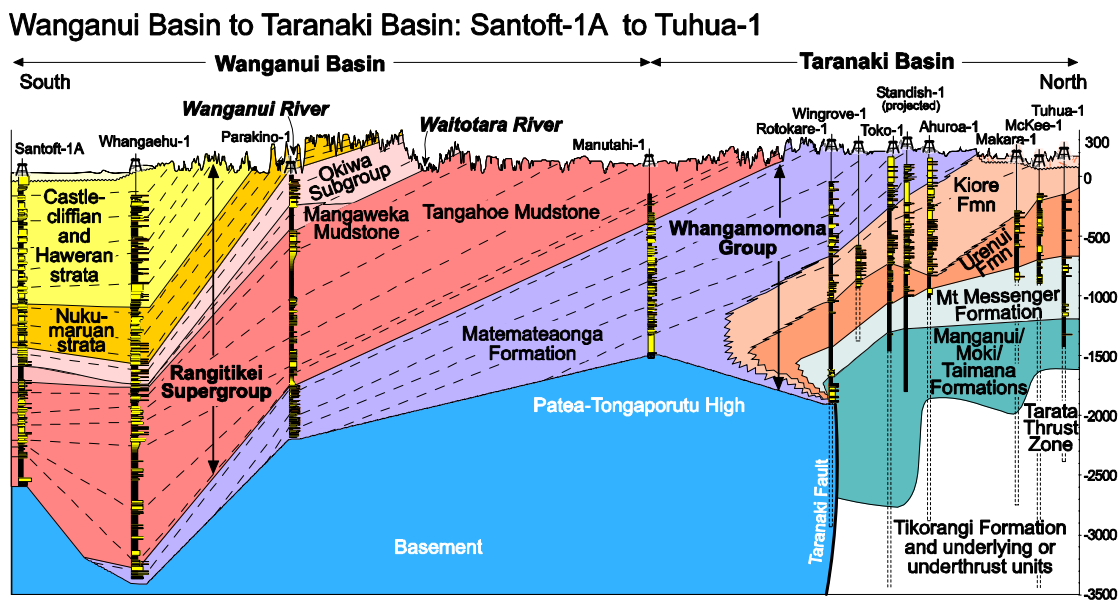 Wanganui Basin to Taranaki Basin: Santoft-1A to Tuhua-1
Wanganui Basin
Taranaki Basin
South
North
Wanganui River
Waitotara River
Standish-1
(projected)
Wingrove-1
Tuhua-1
Santoft-1A
Whangaehu-1
Parakino-1
Manutahi-1
Rotokare-1
Toko-1
Ahuroa-1
Makara-1
McKee-1
300
0
-500
-1000
-1500
-2000
-2500
-3000
-3500
Castle-
cliffian
and
Haweran
strata
Nuku-
maruan
strata
Okiwa
Subgroup
Mangaweka
Mudstone
Tangahoe Mudstone
Rangitikei
Supergroup
Whangamomona
Group
Matemateaonga
Formation
Kiore
Fmn
Urenui
Fmn
Mt Messenger
Formation
Manganui/
Moki/
Taimana
Formations
Patea-Tongaporutu High
Tarata
Thrust
Zone
Taranaki Fault
Basement
Tikorangi Formation
and underlying or
underthrust units